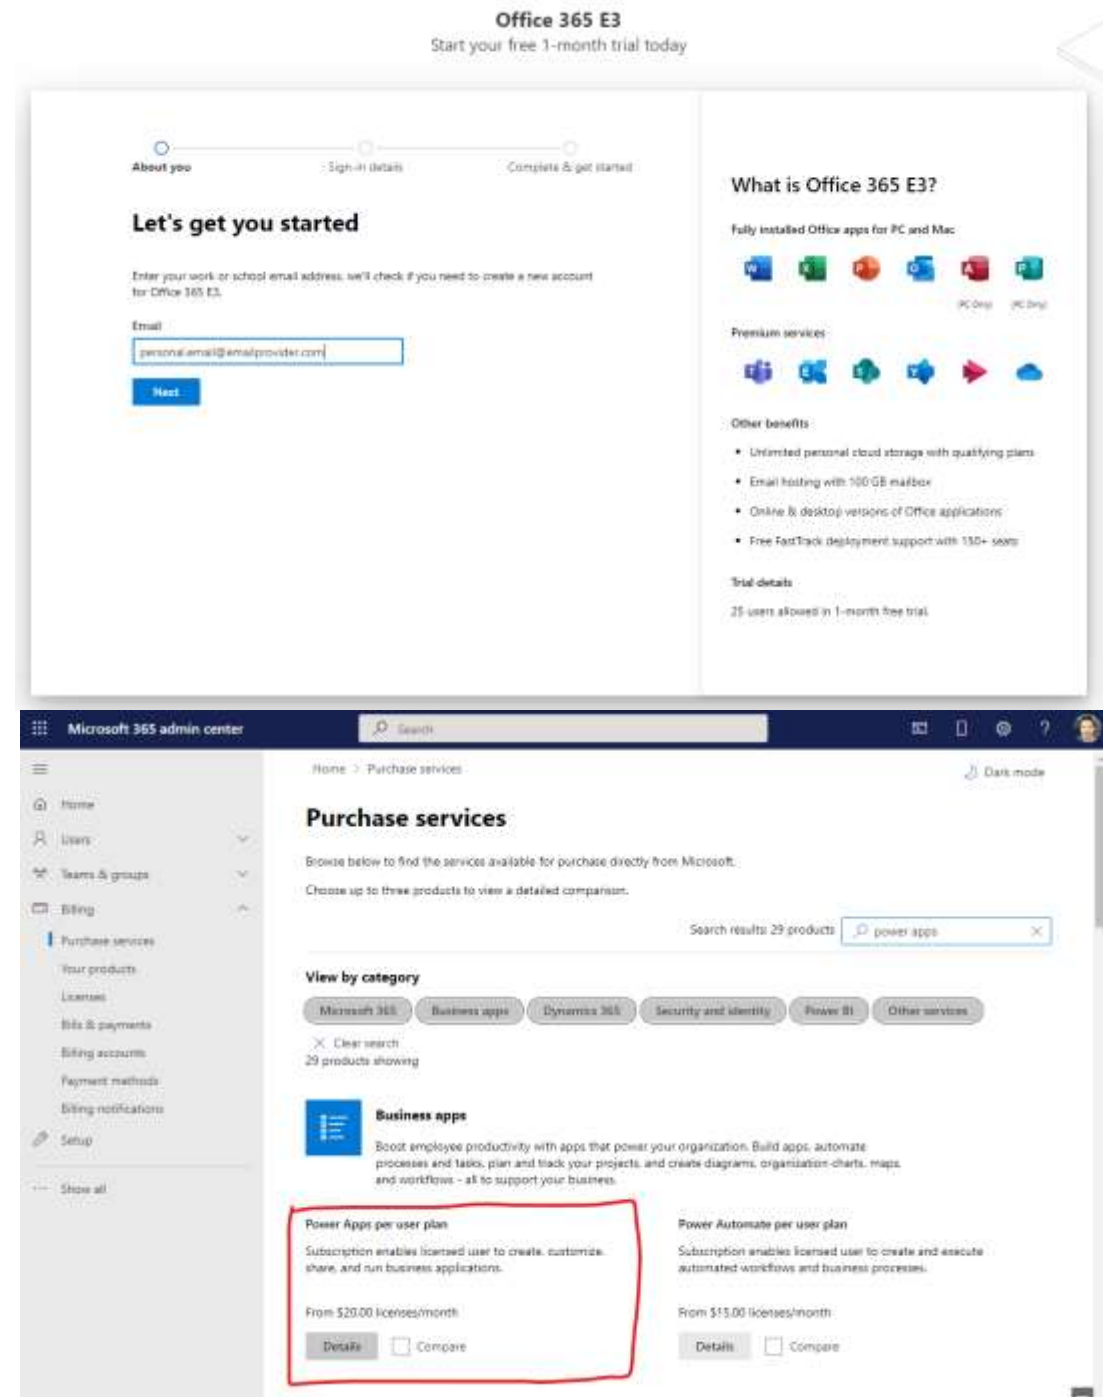 Office 365 E3
Start your free 1-month trial today
About you
Sign-in details
Complete & get started
Let's get you started
Enter your work or school email address, we'll check if you need to create a new account
for Office 365 E3.
Email
personal.email@emailprovider.com
Next
What is Office 365 E3?
Fully installed Office apps for PC and Mac
(PC Only) (PC Only)
Premium services
Other benefits
• Unlimited personal cloud storage with qualifying plans
• Email hosting with 100 GB mailbox
• Online & desktop versions of Office applications
• Free FastTrack deployment support with 150+ seats
Trial details
25 users allowed in 1-month free trial.
Microsoft 365 admin center
Search
Home > Purchase services
Dark mode
Home
Users
Teams & groups
Billing
Purchase services
Your products
Licenses
Bills & payments
Billing accounts
Payment methods
Billing notifications
Setup
Show all
Purchase services
Browse below to find the services available for purchase directly from Microsoft.
Choose up to three products to view a detailed comparison.
Search results: 29 products
power apps
View by category
Microsoft 365 Business apps Dynamics 365 Security and identity Power BI Other services
Clear search
29 products showing
Business apps
Boost employee productivity with apps that power your organization. Build apps, automate
processes and tasks, plan and track your projects, and create diagrams, organization charts, maps,
and workflows - all to support your business.
Power Apps per user plan
Subscription enables licensed user to create, customize,
share, and run business applications.
From $20.00 licenses/month
Details Compare
Power Automate per user plan
Subscription enables licensed user to create and execute
automated workflows and business processes.
From $15.00 licenses/month
Details Compare